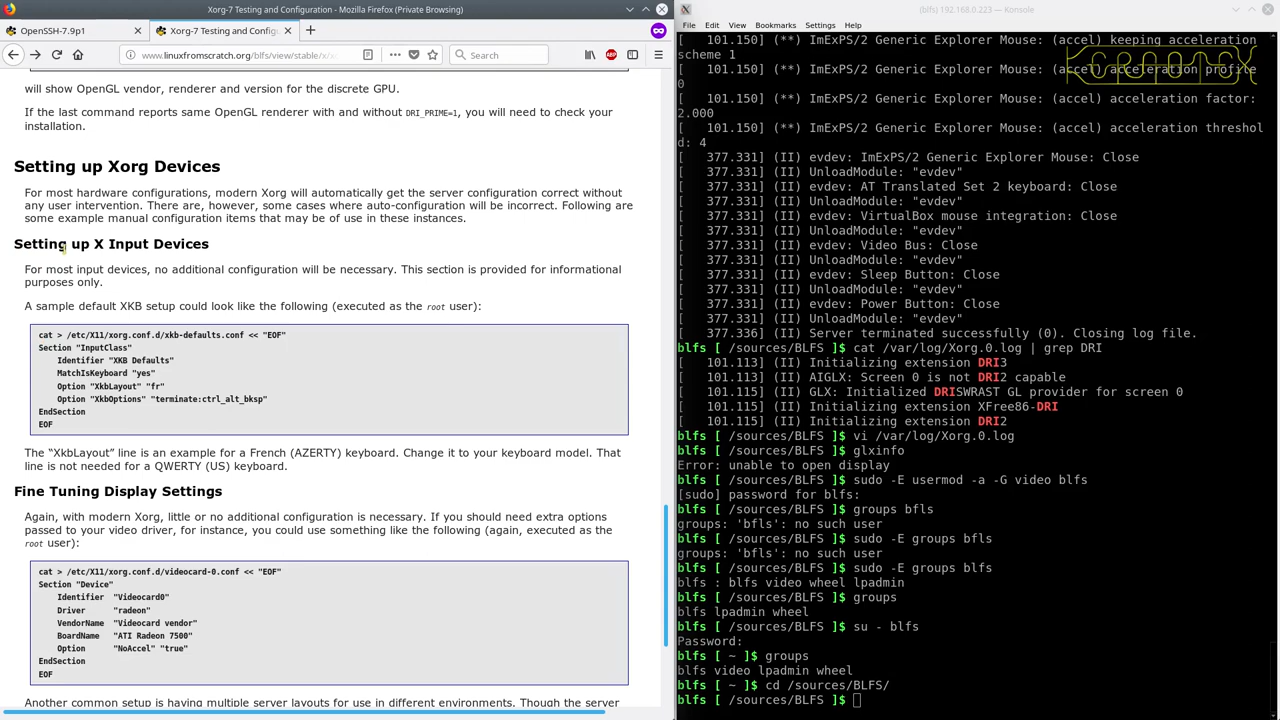 Xorg-7 Testing and Configuration - Mozilla Firefox (Private Browsing)
OpenSSH-7.9p1
Xorg-7 Testing and Config
www.linuxfromscratch.org/blfs/view/stable/x/x
Search
will show OpenGL vendor, renderer and version for the discrete GPU.
If the last command reports same OpenGL renderer with and without DRI_PRIME=1, you will need to check your
installation.
Setting up Xorg Devices
For most hardware configurations, modern Xorg will automatically get the server configuration correct without
any user intervention. There are, however, some cases where auto-configuration will be incorrect. Following are
some example manual configuration items that may be of use in these instances.
Setting up X Input Devices
For most input devices, no additional configuration will be necessary. This section is provided for informational
purposes only.
A sample default XKB setup could look like the following (executed as the root user):
cat > /etc/X11/xorg.conf.d/xkb-defaults.conf << "EOF"
Section "InputClass"
    Identifier "XKB Defaults"
    MatchIsKeyboard "yes"
    Option "XkbLayout" "fr"
    Option "XkbOptions" "terminate:ctrl_alt_bksp"
EndSection
EOF
The “XkbLayout” line is an example for a French (AZERTY) keyboard. Change it to your keyboard model. That
line is not needed for a QWERTY (US) keyboard.
Fine Tuning Display Settings
Again, with modern Xorg, little or no additional configuration is necessary. If you should need extra options
passed to your video driver, for instance, you could use something like the following (again, executed as the
root user):
cat > /etc/X11/xorg.conf.d/videocard-0.conf << "EOF"
Section "Device"
    Identifier  "Videocard0"
    Driver      "radeon"
    VendorName  "Videocard vendor"
    BoardName   "ATI Radeon 7500"
    Option      "NoAccel" "true"
EndSection
EOF
Another common setup is having multiple server layouts for use in different environments. Though the server
(blfs) 192.168.0.223 — Konsole
File Edit View Bookmarks Settings Help
[   101.150] (**) ImExPS/2 Generic Explorer Mouse: (accel) keeping acceleration
scheme 1
[   101.150] (**) ImExPS/2 Generic Explorer Mouse: (accel) acceleration profile
0
[   101.150] (**) ImExPS/2 Generic Explorer Mouse: (accel) acceleration factor:
2.000
[   101.150] (**) ImExPS/2 Generic Explorer Mouse: (accel) acceleration threshol
d: 4
[   377.331] (II) evdev: ImExPS/2 Generic Explorer Mouse: Close
[   377.331] (II) UnloadModule: "evdev"
[   377.331] (II) evdev: AT Translated Set 2 keyboard: Close
[   377.331] (II) UnloadModule: "evdev"
[   377.331] (II) evdev: VirtualBox mouse integration: Close
[   377.331] (II) UnloadModule: "evdev"
[   377.331] (II) evdev: Video Bus: Close
[   377.331] (II) UnloadModule: "evdev"
[   377.331] (II) evdev: Sleep Button: Close
[   377.331] (II) UnloadModule: "evdev"
[   377.331] (II) evdev: Power Button: Close
[   377.331] (II) UnloadModule: "evdev"
[   377.336] (II) Server terminated successfully (0). Closing log file.
blfs [ /sources/BLFS ]$ cat /var/log/Xorg.0.log | grep DRI
[   101.113] (II) Initializing extension DRI3
[   101.113] (II) AIGLX: Screen 0 is not DRI2 capable
[   101.115] (II) GLX: Initialized DRISWRAST GL provider for screen 0
[   101.115] (II) Initializing extension XFree86-DRI
[   101.115] (II) Initializing extension DRI2
blfs [ /sources/BLFS ]$ vi /var/log/Xorg.0.log
blfs [ /sources/BLFS ]$ glxinfo
Error: unable to open display
blfs [ /sources/BLFS ]$ sudo -E usermod -a -G video blfs
[sudo] password for blfs:
blfs [ /sources/BLFS ]$ groups bfls
groups: 'bfls': no such user
blfs [ /sources/BLFS ]$ sudo -E groups bfls
groups: 'bfls': no such user
blfs [ /sources/BLFS ]$ sudo -E groups blfs
blfs : blfs video wheel lpadmin
blfs [ /sources/BLFS ]$ groups
blfs lpadmin wheel
blfs [ /sources/BLFS ]$ su - blfs
Password:
blfs [ ~ ]$ groups
blfs video lpadmin wheel
blfs [ ~ ]$ cd /sources/BLFS/
blfs [ /sources/BLFS ]$